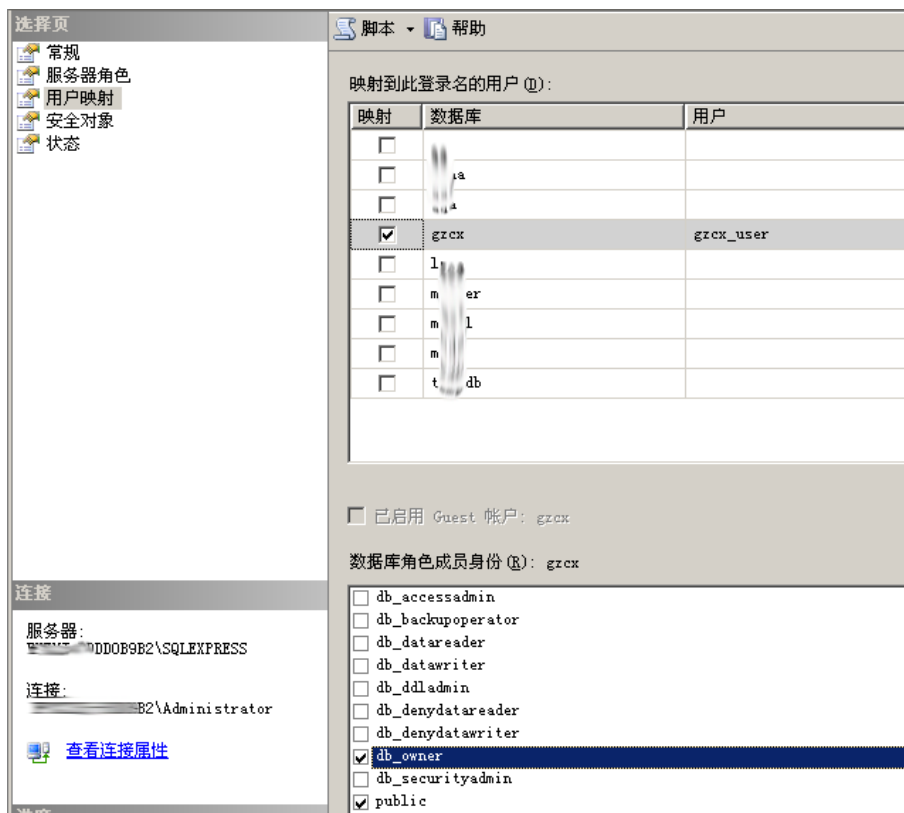 选择页
常规
服务器角色
用户映射
安全对象
状态
脚本 帮助
映射到此登录名的用户(D):
映射 数据库 用户
gzcx gzcx_user
已启用 Guest 帐户: gzcx
数据库角色成员身份(R): gzcx
db_accessadmin
db_backupoperator
db_datareader
db_datawriter
db_ddladmin
db_denydatareader
db_denydatawriter
db_owner
db_securityadmin
public
连接
服务器:
DDDOB9B2\SQLEXPRESS
连接:
B2\Administrator
查看连接属性